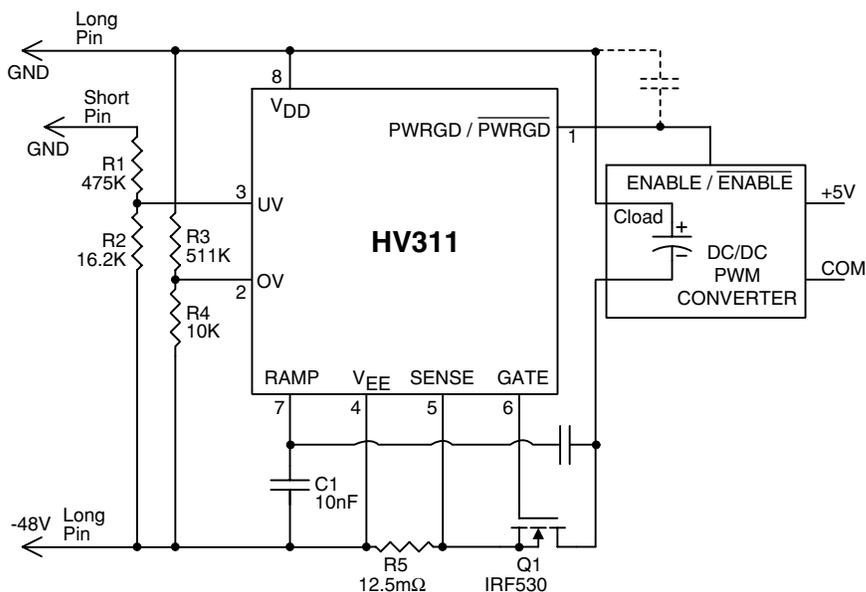 Long
Pin
GND
8
VDD
Short
Pin
GND
PWRGD / PWRGD
1
R1
475K
ENABLE / ENABLE
+5V
3
UV
Cload
+
R2
16.2K
R3
511K
HV311
−
DC/DC
PWM
CONVERTER
COM
2
OV
R4
10K
RAMP
VEE
SENSE
GATE
7
4
5
6
C1
10nF
-48V
Long
Pin
R5
12.5mΩ
Q1
IRF530